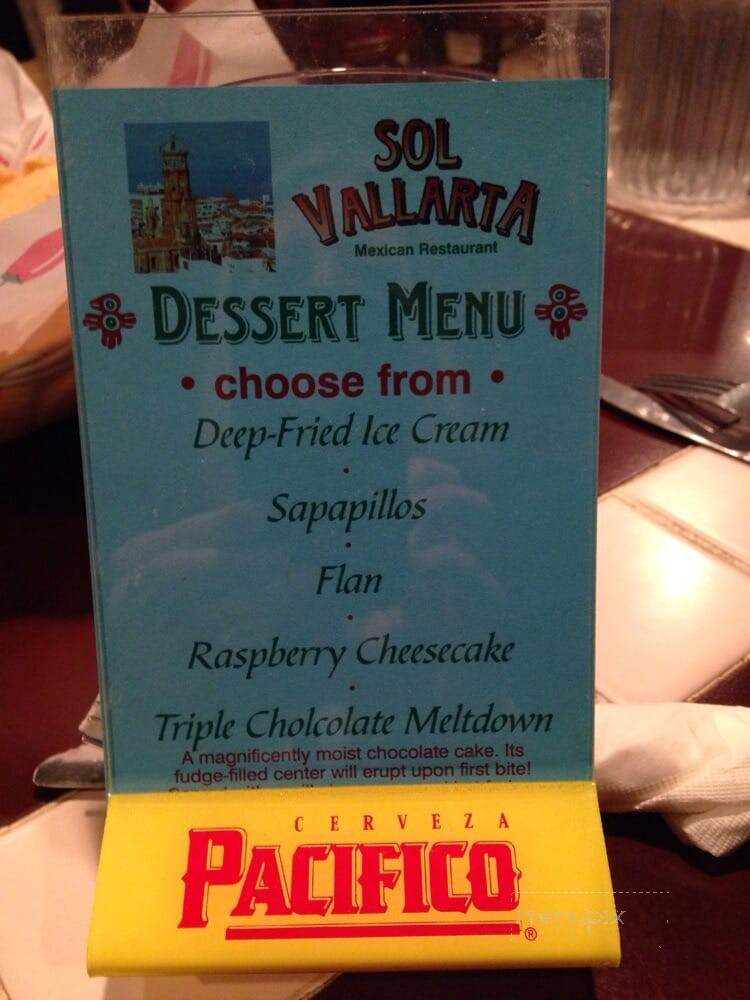 SOL
VALLARTA
Mexican Restaurant
DESSERT MENU
• choose from •
Deep-Fried Ice Cream
•
Sapapillos
•
Flan
•
Raspberry Cheesecake
•
Triple Cholcolate Meltdown
A magnificently moist chocolate cake. Its
fudge-filled center will erupt upon first bite!
CERVEZA
PACIFICO®
menupix